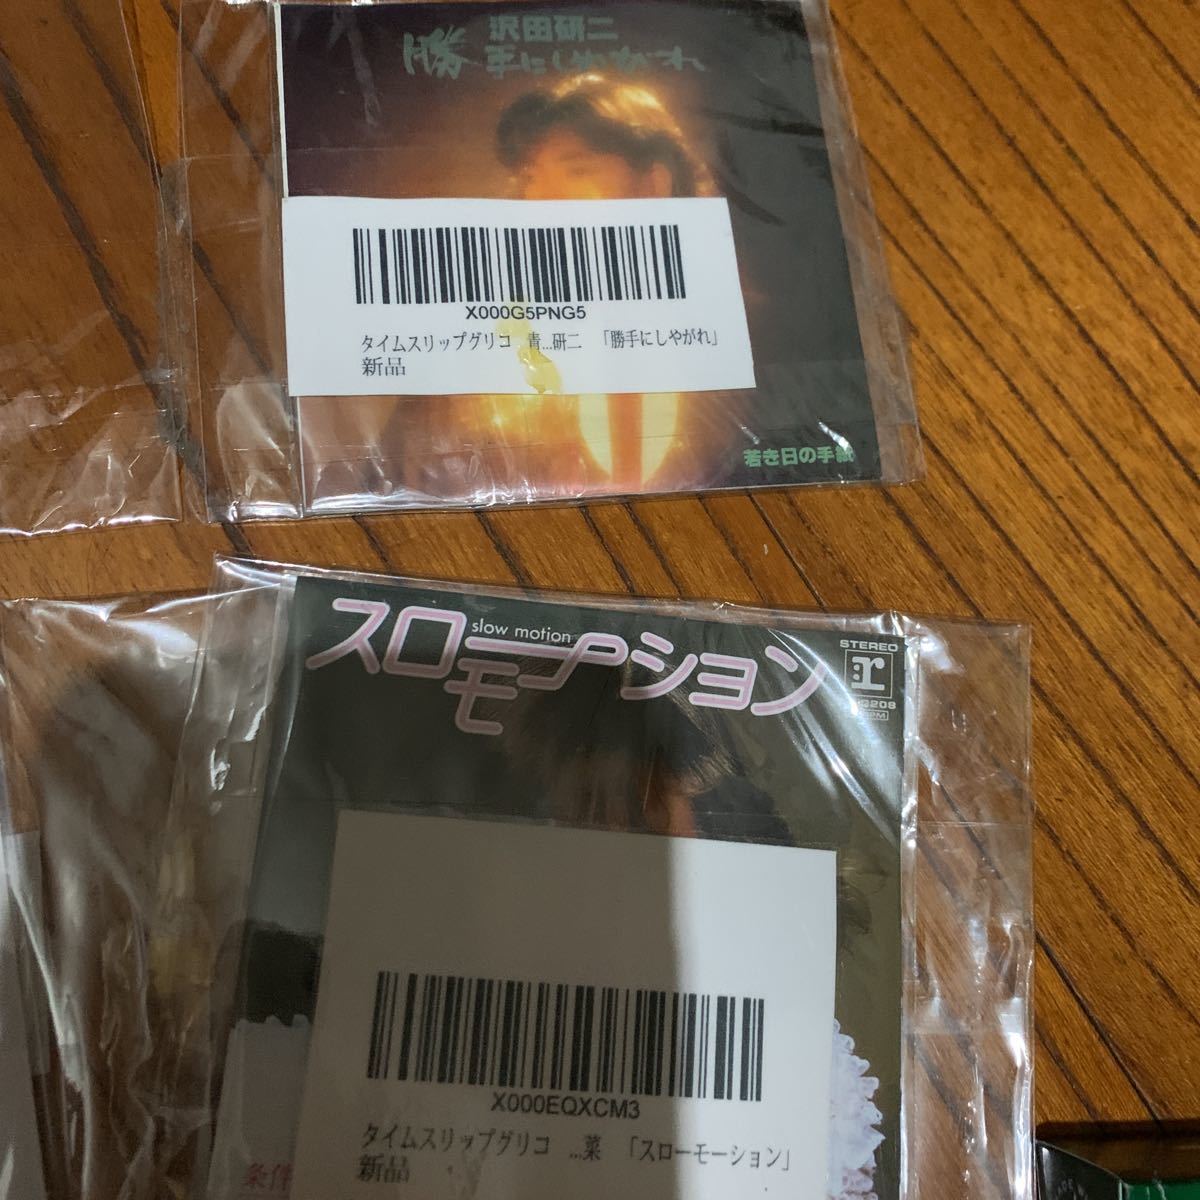 沢田研二
勝手にしやがれ
X000G5PNG5
タイムスリップグリコ 青...研二 「勝手にしやがれ」
新品
若き日の手紙
スローモーション
slow motion
STEREO
r
X000EQXCM3
タイムスリップグリコ ...菜 「スローモーション」
新品
条件